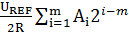 U_REF/2R ∑_{i=1}^{m} A_i 2^{i−m}